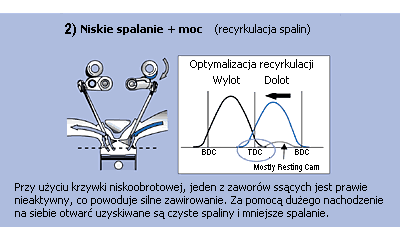 2) Niskie spalanie + moc (recyrkulacja spalin)
Optymalizacja recyrkulacji
Wylot Dolot
BDC TDC BDC
Mostly Resting Cam
Przy użyciu krzywki niskoobrotowej, jeden z zaworów ssących jest prawie
nieaktywny, co powoduje silne zawirowanie. Za pomocą dużego nachodzenie
na siebie otwarć uzyskiwane są czyste spaliny i mniejsze spalanie.